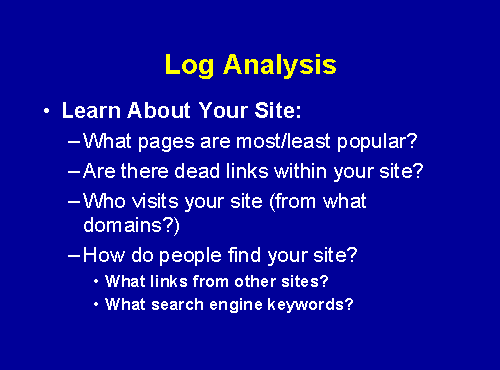 Log Analysis
• Learn About Your Site:
–What pages are most/least popular?
–Are there dead links within your site?
–Who visits your site (from what
domains?)
–How do people find your site?
• What links from other sites?
• What search engine keywords?